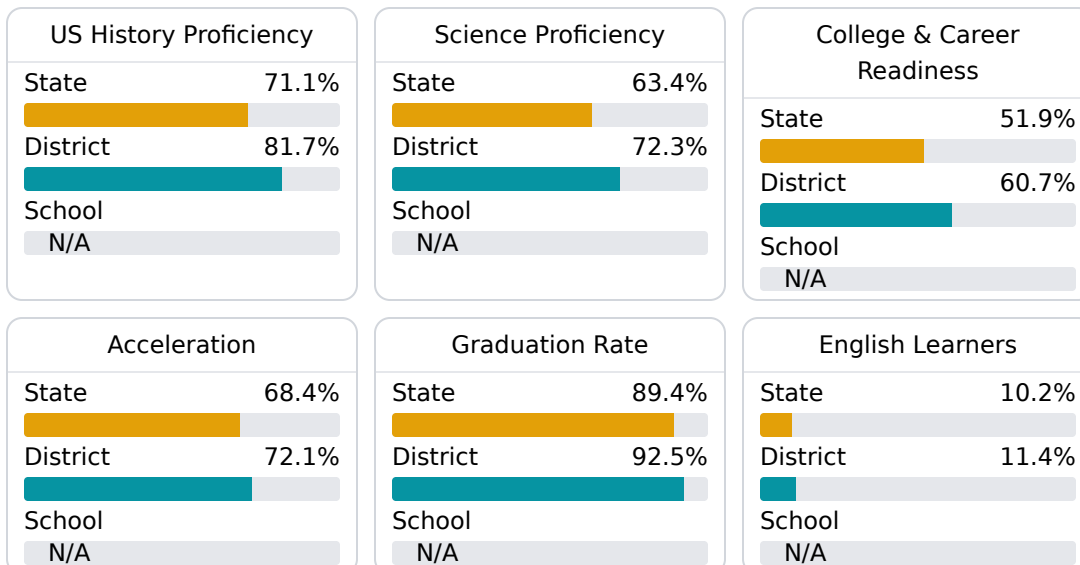 US History Proficiency
State 71.1%
District 81.7%
School
N/A
Science Proficiency
State 63.4%
District 72.3%
School
N/A
College & Career
Readiness
State 51.9%
District 60.7%
School
N/A
Acceleration
State 68.4%
District 72.1%
School
N/A
Graduation Rate
State 89.4%
District 92.5%
School
N/A
English Learners
State 10.2%
District 11.4%
School
N/A